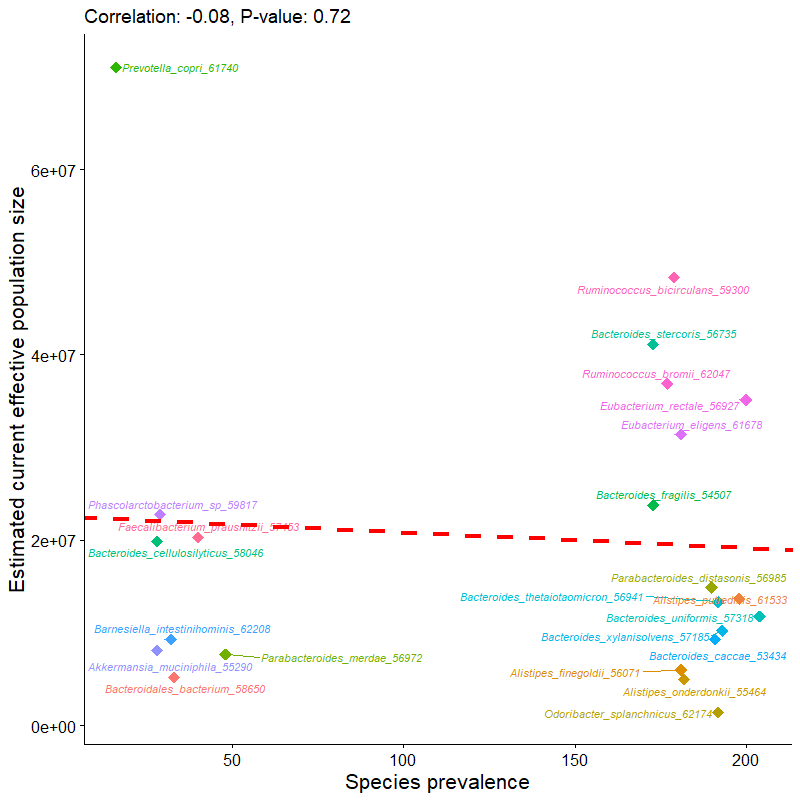 Correlation: -0.08, P-value: 0.72
Prevotella_copri_61740
6e+07
Ruminococcus_bicirculans_59300
Bacteroides_stercoris_56735
4e+07
Ruminococcus_bromii_62047
Eubacterium_rectale_56927
Eubacterium_eligens_61678
Bacteroides_fragilis_54507
Phascolarctobacterium_sp_59817
Faecalibacterium_prausnitzii_57453
2e+07
Bacteroides_cellulosilyticus_58046
Parabacteroides_distasonis_56985
Bacteroides_thetaiotaomicron_56941
Alistipes_putredinis_61533
Bacteroides_uniformis_57318
Barnesiella_intestinihominis_62208
Bacteroides_xylanisolvens_57185
Bacteroides_caccae_53434
Parabacteroides_merdae_56972
Akkermansia_muciniphila_55290
Alistipes_finegoldii_56071
Bacteroidales_bacterium_58650
Alistipes_onderdonkii_55464
Odoribacter_splanchnicus_62174
0e+00
50
100
150
200
Species prevalence
Estimated current effective population size